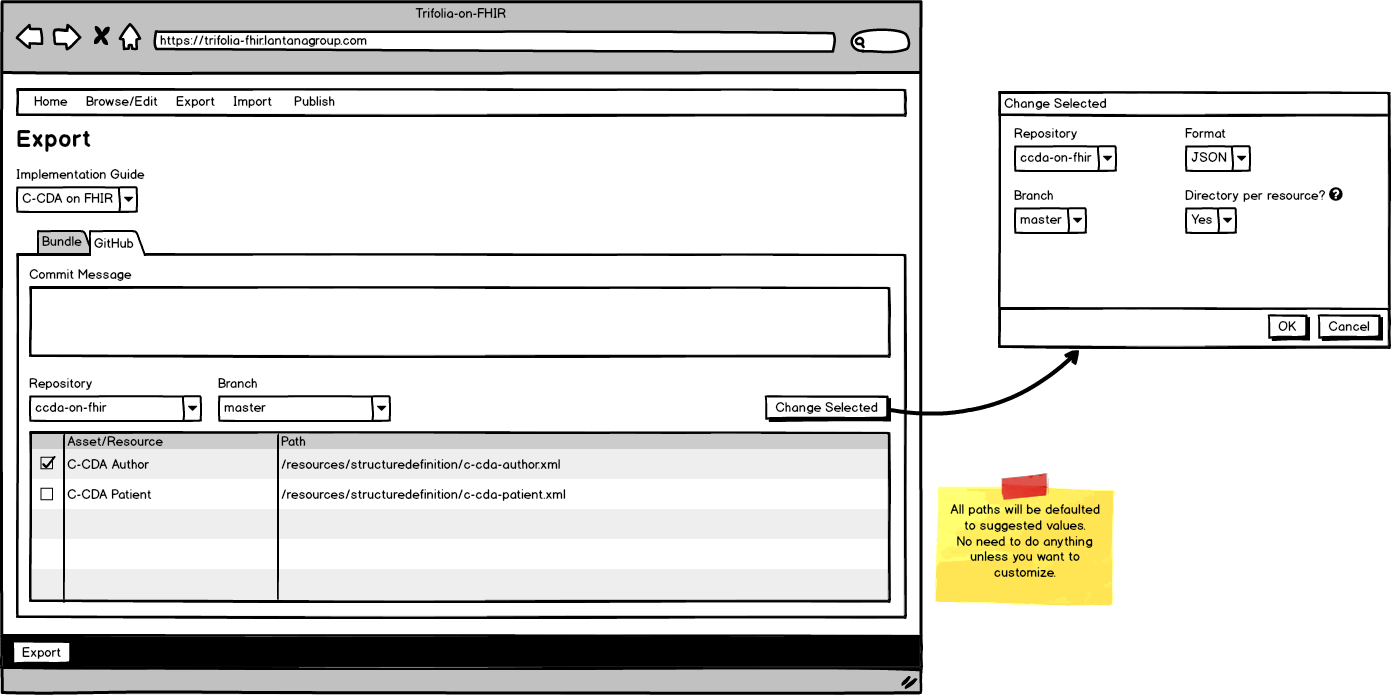 Trifolia-on-FHIR
https://trifolia-fhir.lantanagroup.com
Home Browse/Edit Export Import Publish
Export
Implementation Guide
C-CDA on FHIR
Bundle GitHub
Commit Message
Repository Branch
ccda-on-fhir master Change Selected
Asset/Resource Path
C-CDA Author /resources/structuredefinition/c-cda-author.xml
C-CDA Patient /resources/structuredefinition/c-cda-patient.xml
Export
Change Selected
Repository Format
ccda-on-fhir JSON
Branch Directory per resource? ?
master Yes
OK Cancel
All paths will be defaulted
to suggested values.
No need to do anything
unless you want to
customize.